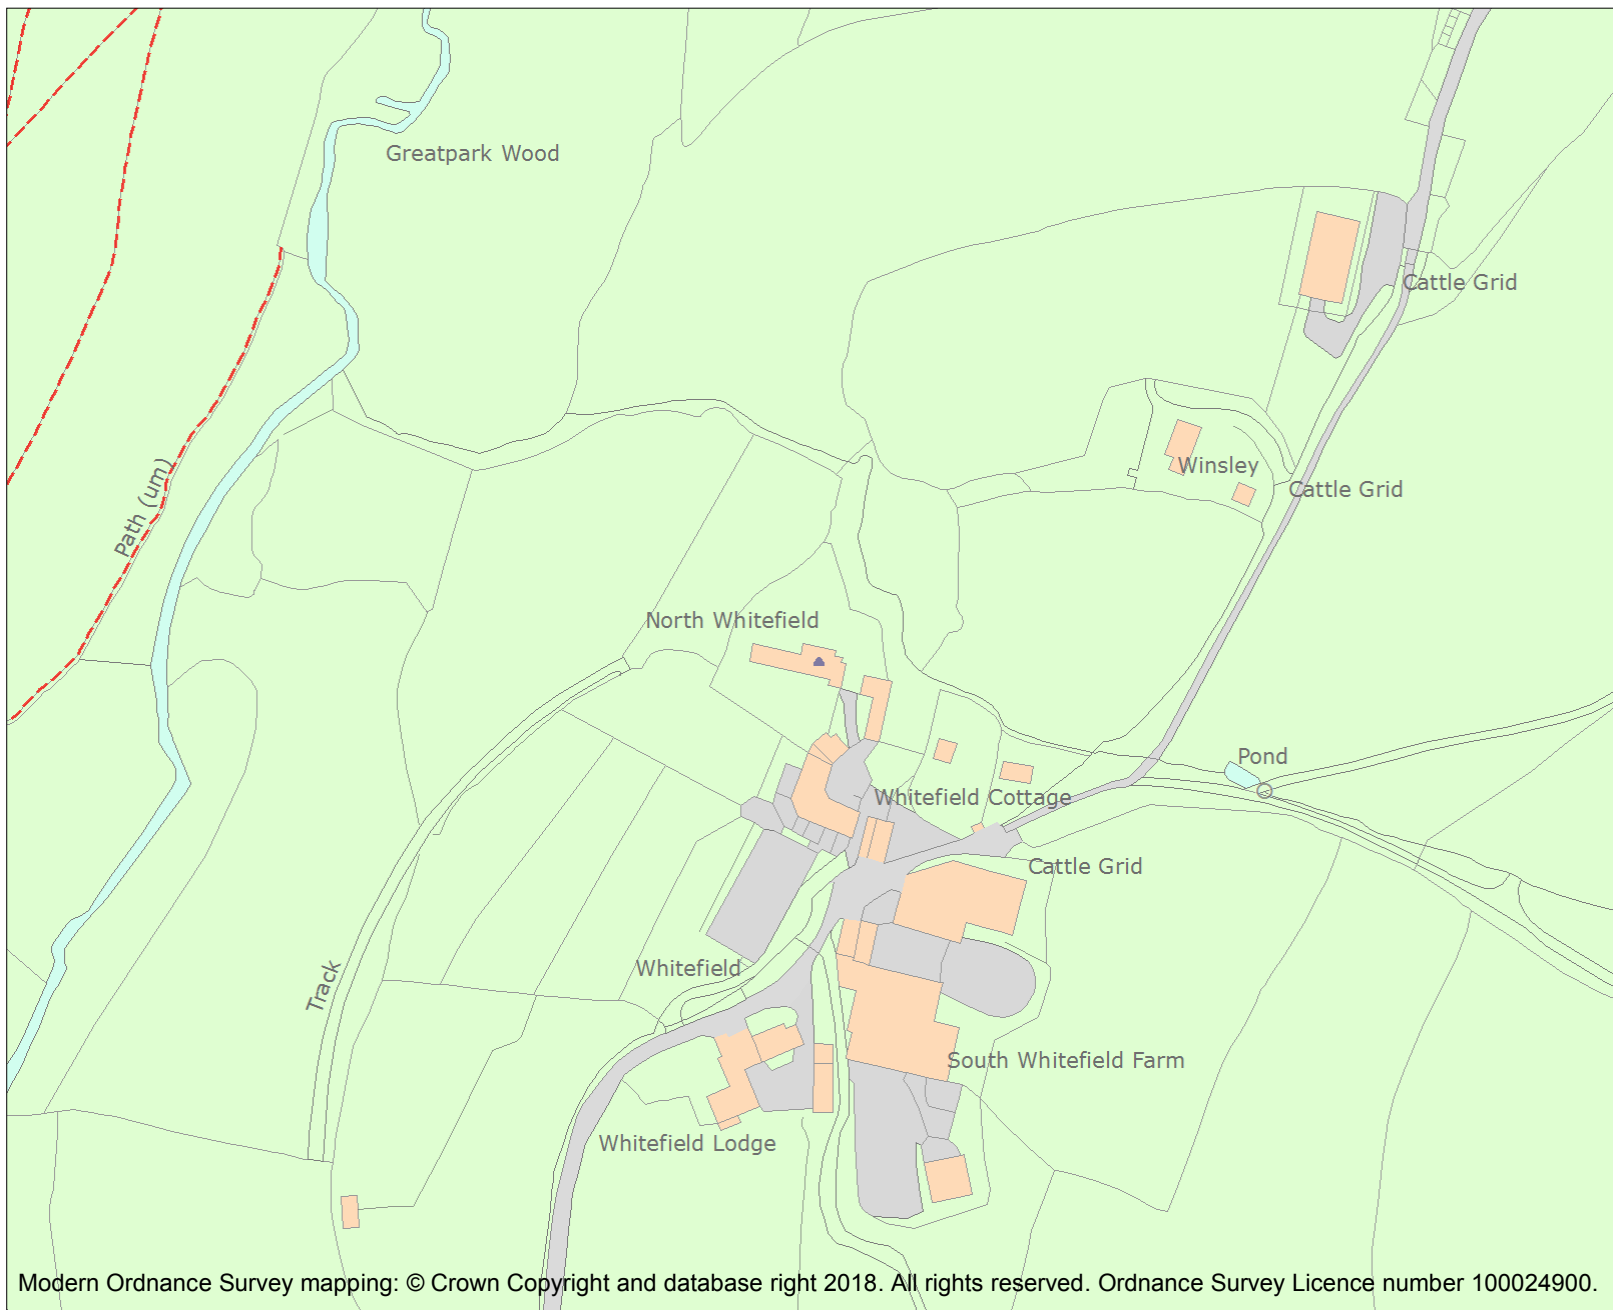 Greatpark Wood
Cattle Grid
Winsley
Cattle Grid
Path (um)
North Whitefield
Pond
Whitefield Cottage
Cattle Grid
Whitefield
Track
South Whitefield Farm
Whitefield Lodge
Modern Ordnance Survey mapping: © Crown Copyright and database right 2018. All rights reserved. Ordnance Survey Licence number 100024900.